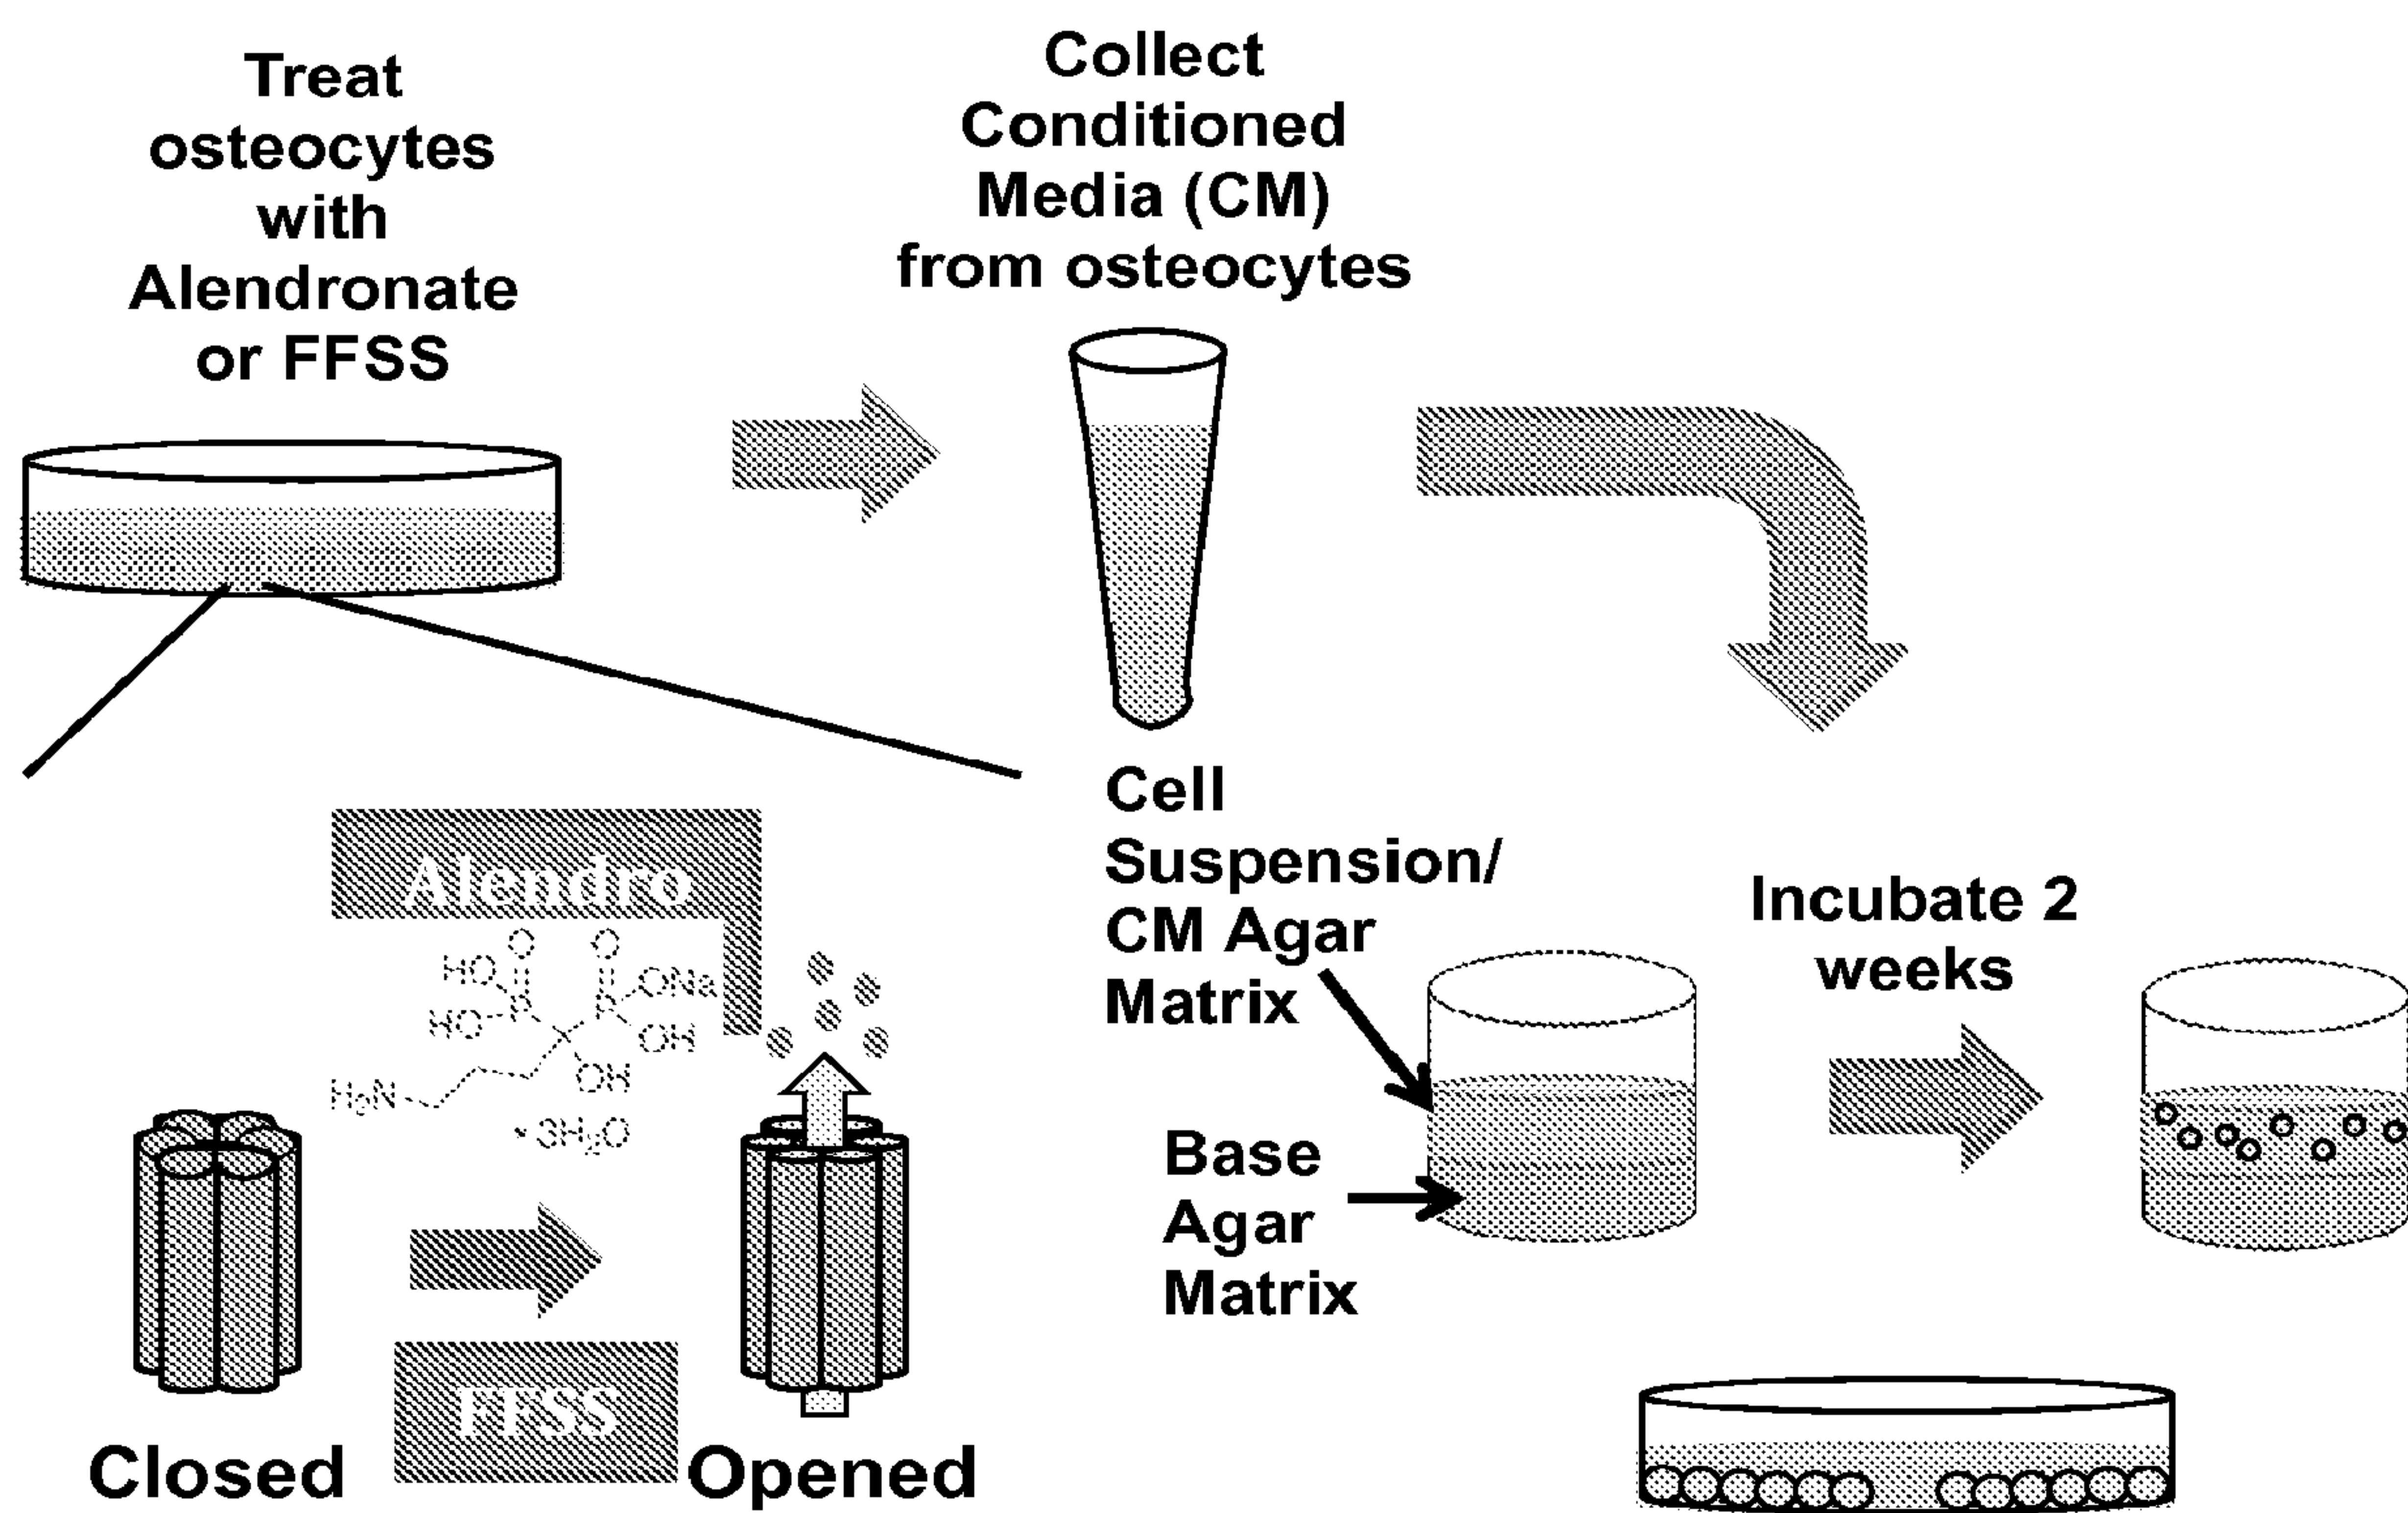 Treat
osteocytes
with
Alendronate
or FFSS
Collect
Conditioned
Media (CM)
from osteocytes
Alendro
O O
HO P P ONa
HO OH
OH
H₂N
• 3H₂O
FFSS
Closed
Opened
Cell
Suspension/
CM Agar
Matrix
Base
Agar
Matrix
Incubate 2
weeks